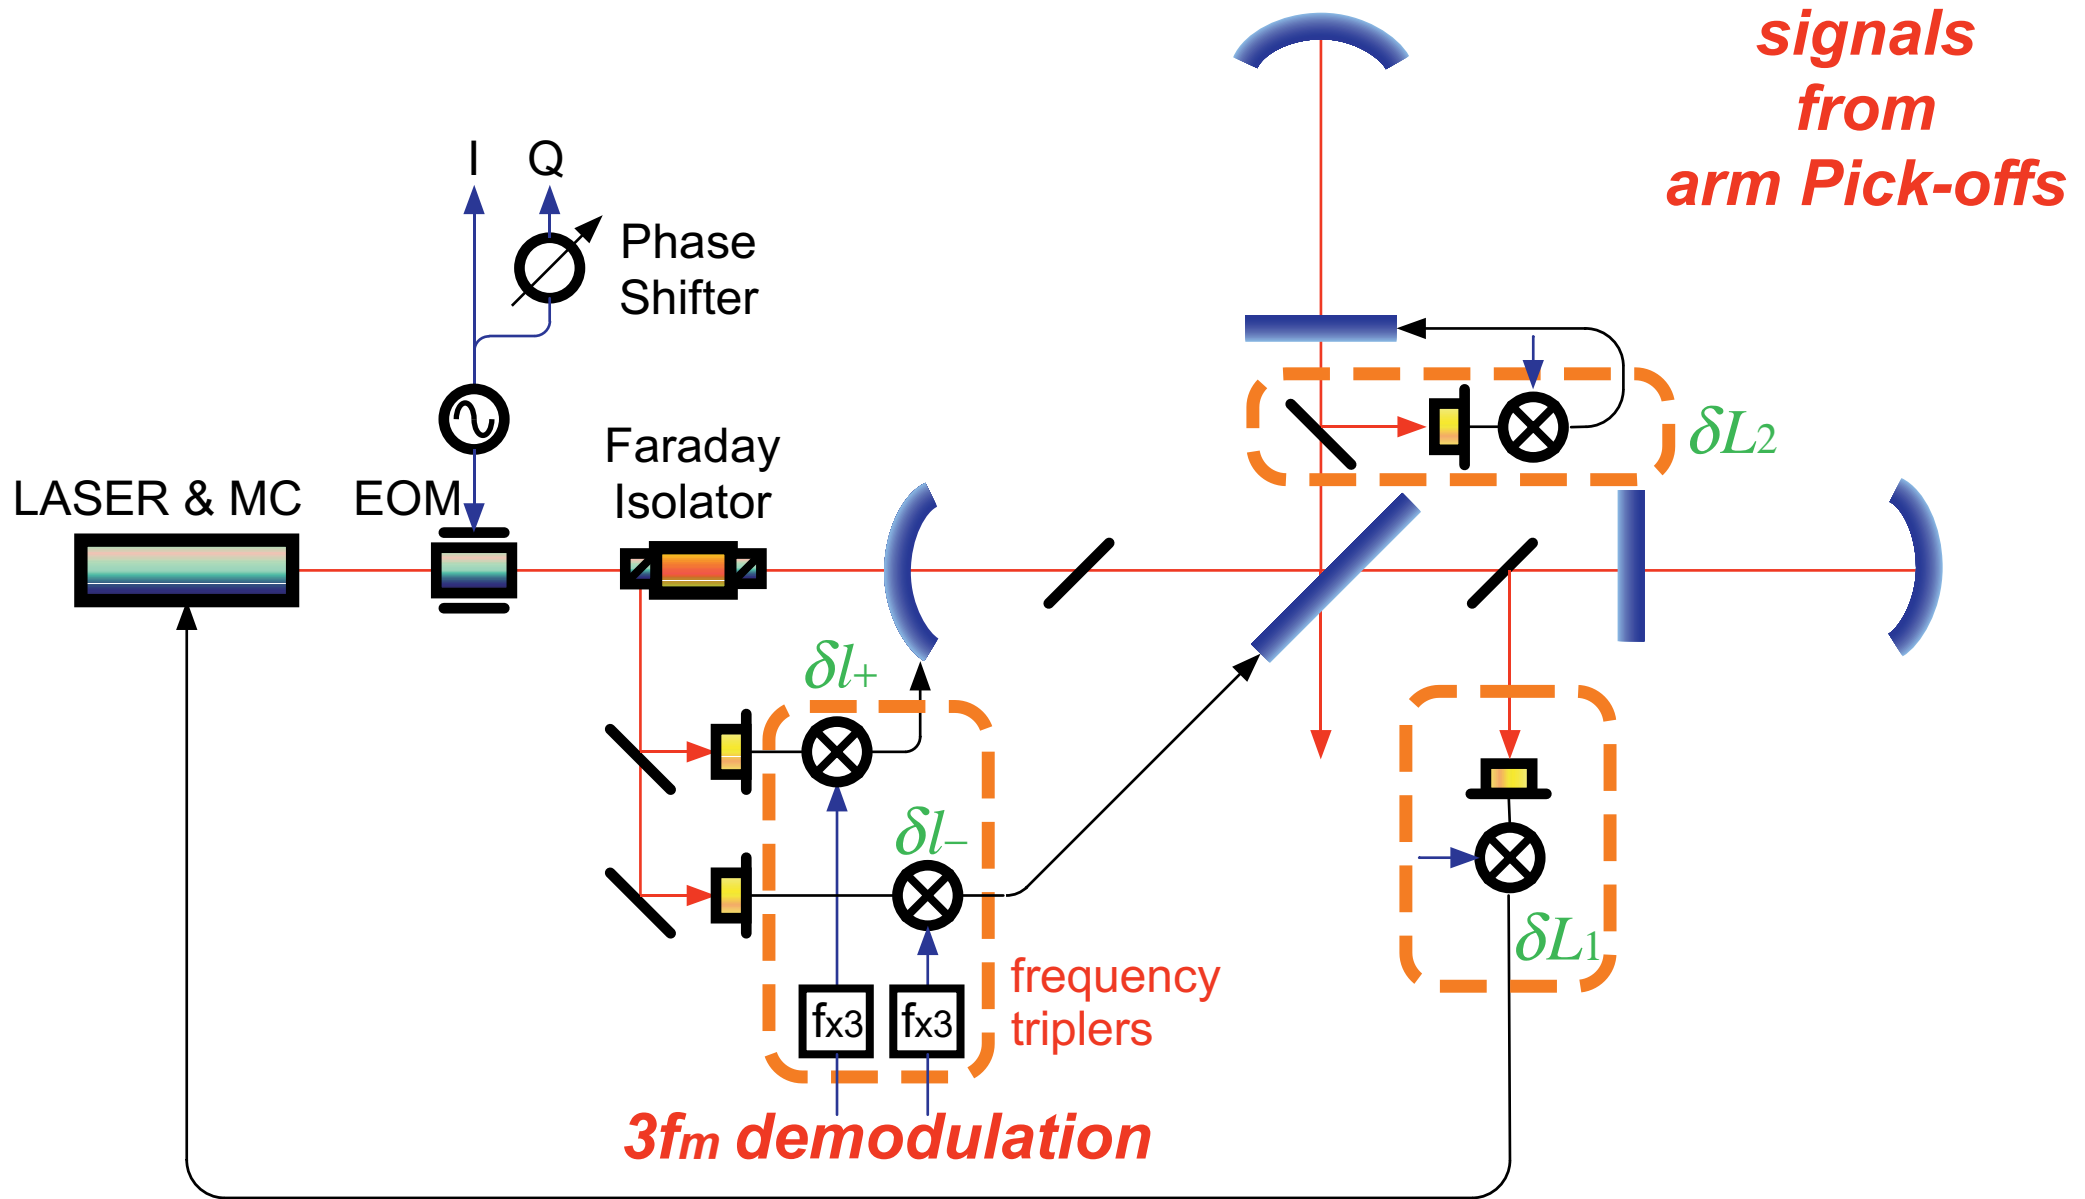 signals
from
arm Pick-offs
I Q
Phase
Shifter
Faraday
Isolator
LASER & MC
EOM
δL2
δl+
δl−
δL1
frequency
triplers
fx3 fx3
3fm demodulation